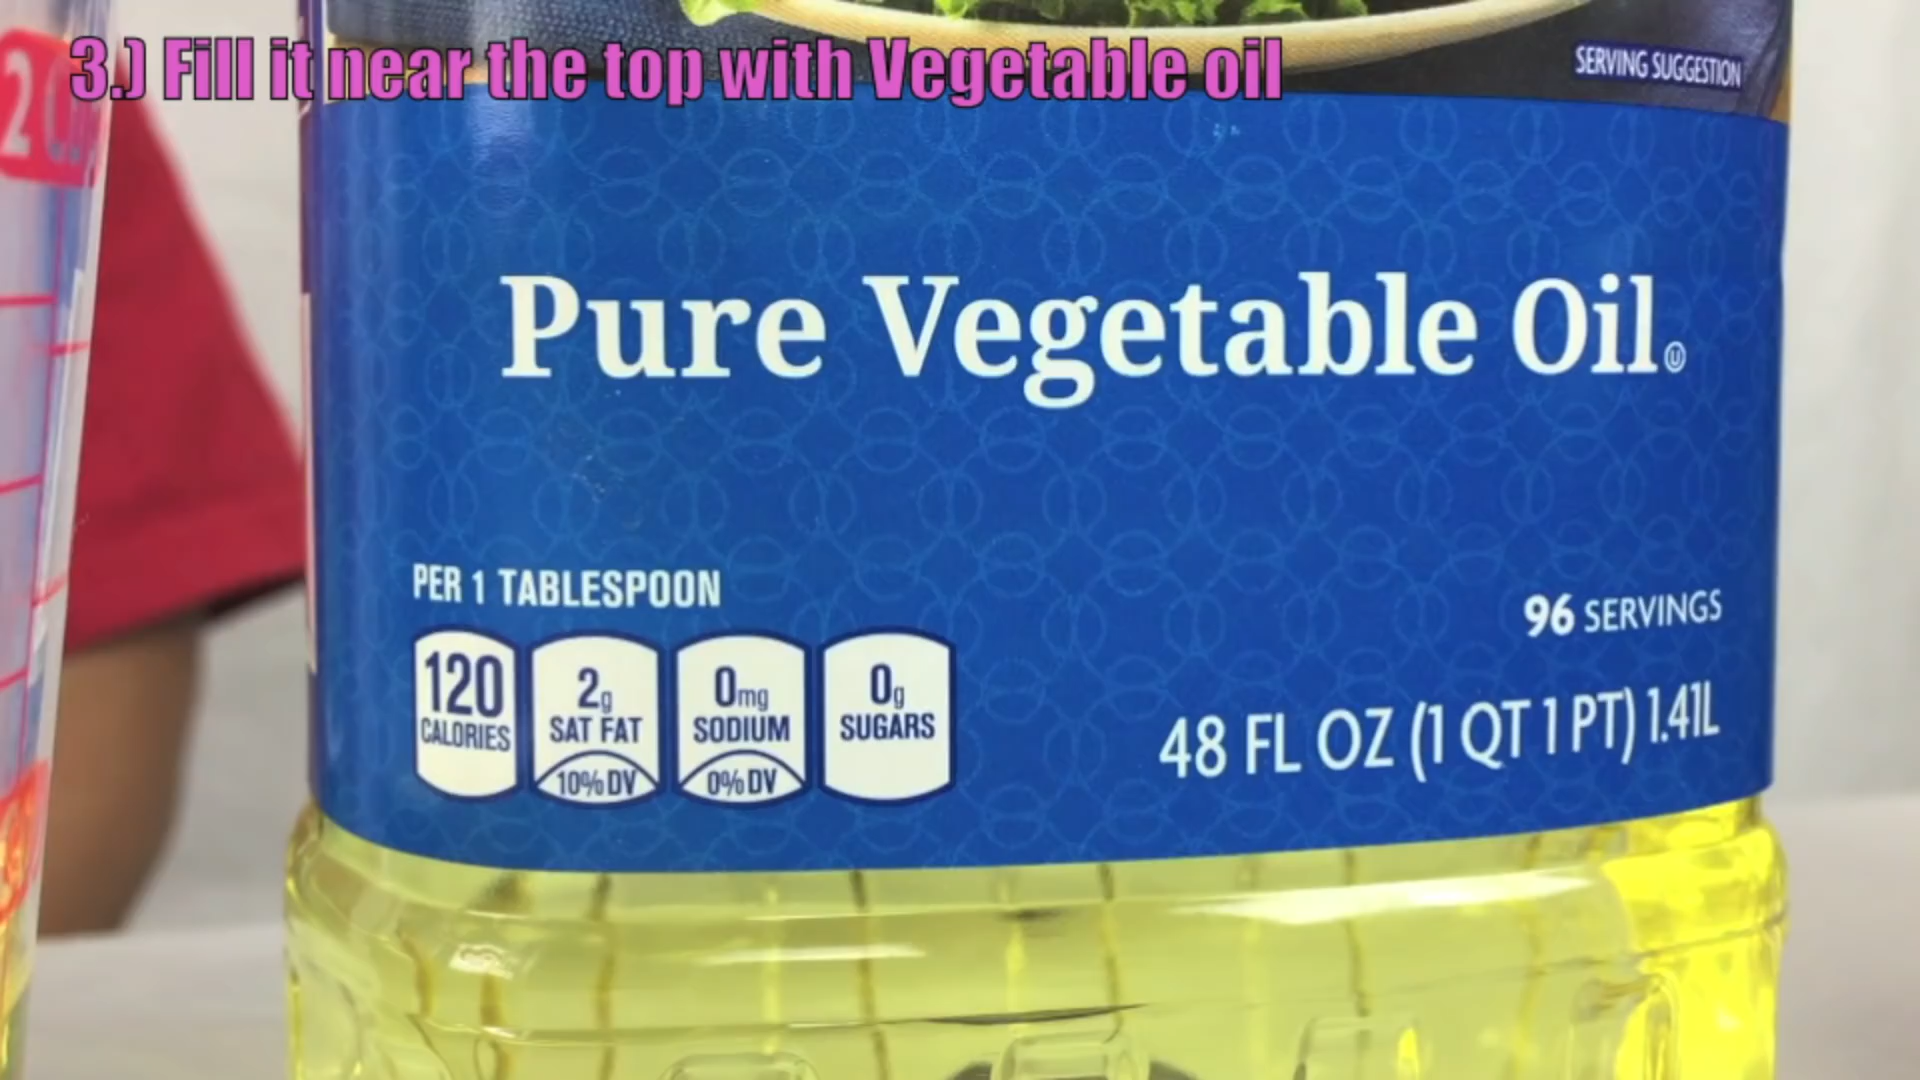 3.) Fill it near the top with Vegetable oil
SERVING SUGGESTION
Pure Vegetable Oil
PER 1 TABLESPOON
120 CALORIES
2g SAT FAT 10% DV
0mg SODIUM 0% DV
0g SUGARS
96 SERVINGS
48 FL OZ (1 QT 1 PT) 1.41L